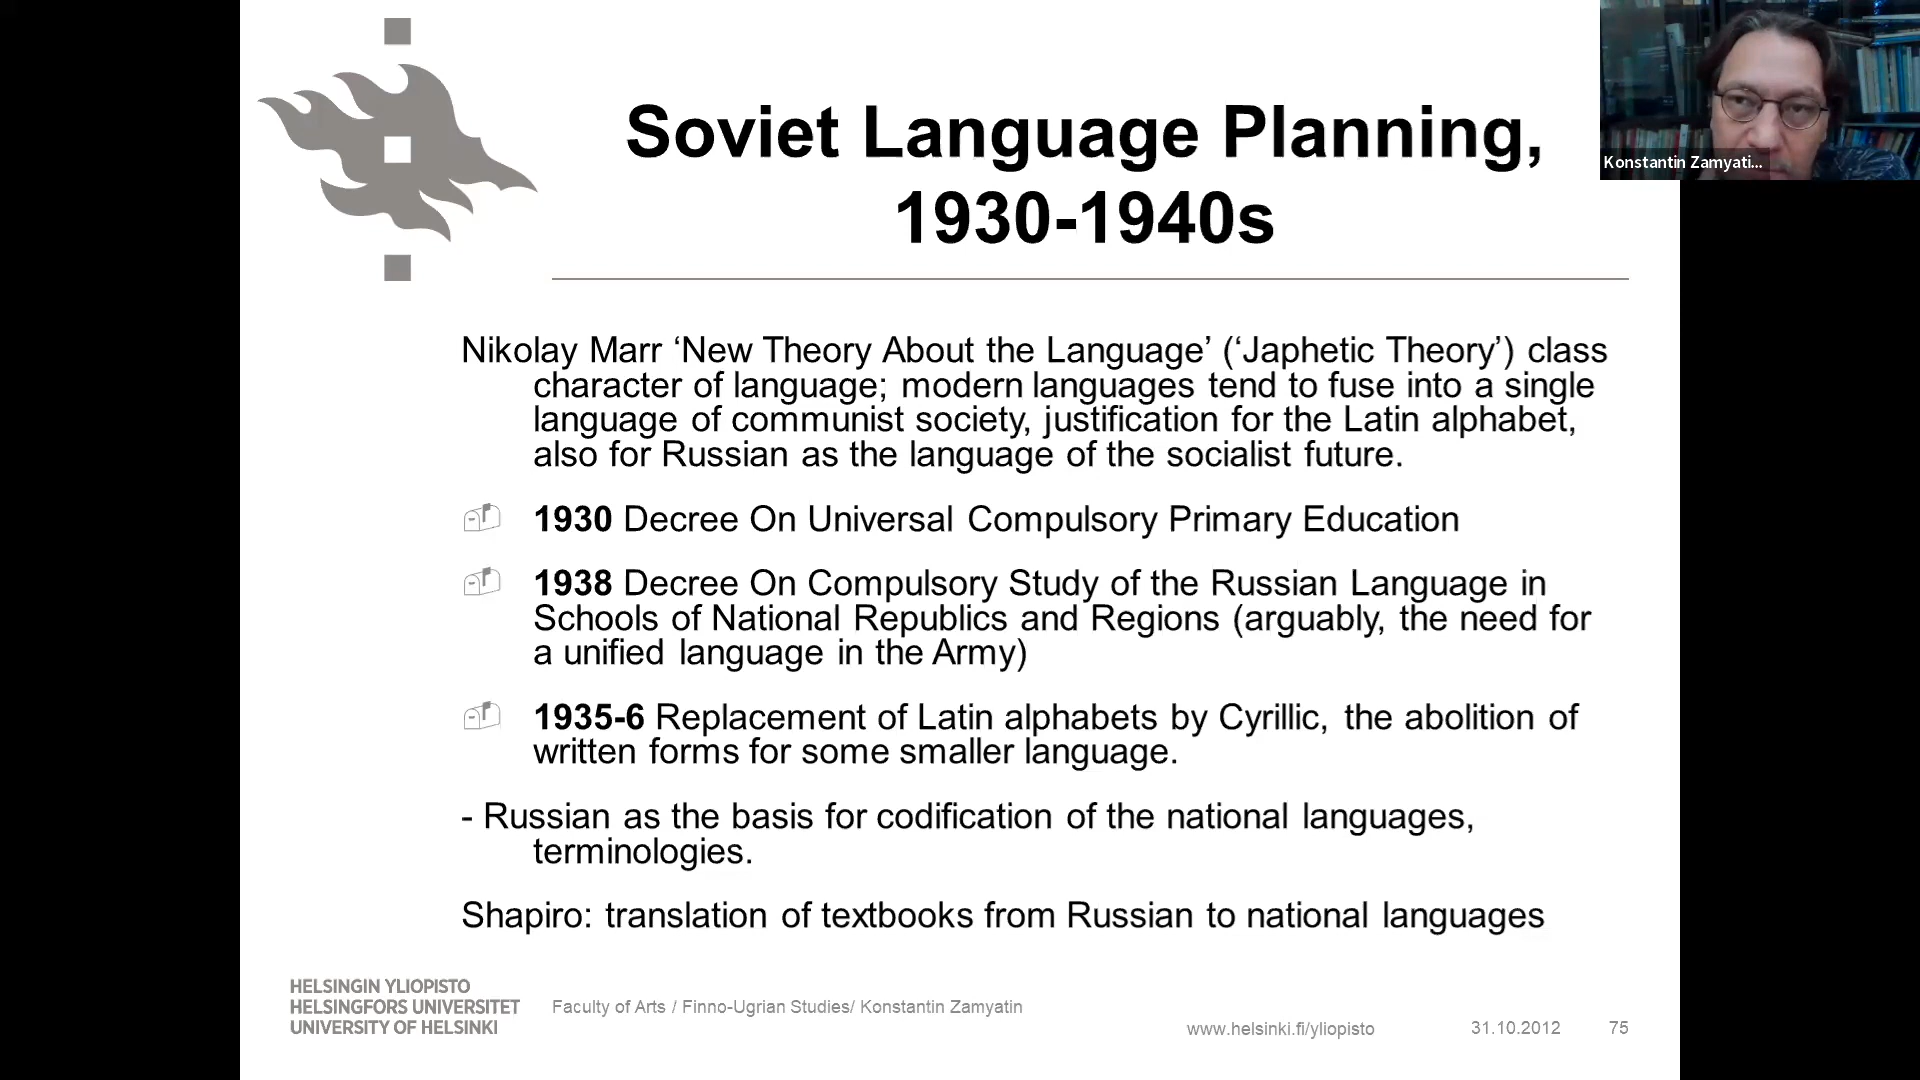 Soviet Language Planning,
1930-1940s
Konstantin Zamyati...
Nikolay Marr ‘New Theory About the Language’ (‘Japhetic Theory’) class
character of language; modern languages tend to fuse into a single
language of communist society, justification for the Latin alphabet,
also for Russian as the language of the socialist future.
1930 Decree On Universal Compulsory Primary Education
1938 Decree On Compulsory Study of the Russian Language in
Schools of National Republics and Regions (arguably, the need for
a unified language in the Army)
1935-6 Replacement of Latin alphabets by Cyrillic, the abolition of
written forms for some smaller language.
- Russian as the basis for codification of the national languages,
terminologies.
Shapiro: translation of textbooks from Russian to national languages
HELSINGIN YLIOPISTO
HELSINGFORS UNIVERSITET
UNIVERSITY OF HELSINKI
Faculty of Arts / Finno-Ugrian Studies/ Konstantin Zamyatin
www.helsinki.fi/yliopisto
31.10.2012
75